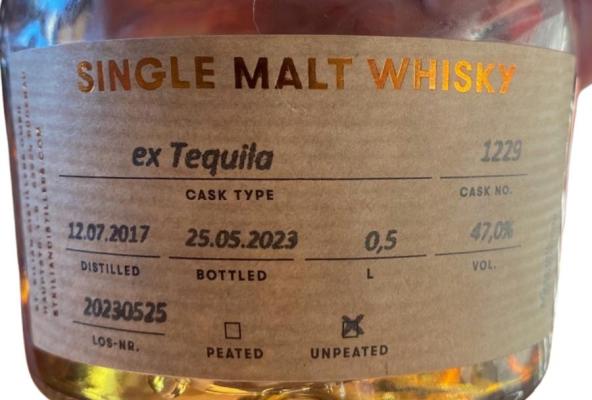 SINGLE MALT WHISKY
ex Tequila 1229
CASK TYPE CASK NO.
12.07.2017 25.05.2023 0,5 47,0%
DISTILLED BOTTLED L VOL.
20230525
LOS-NR. PEATED UNPEATED